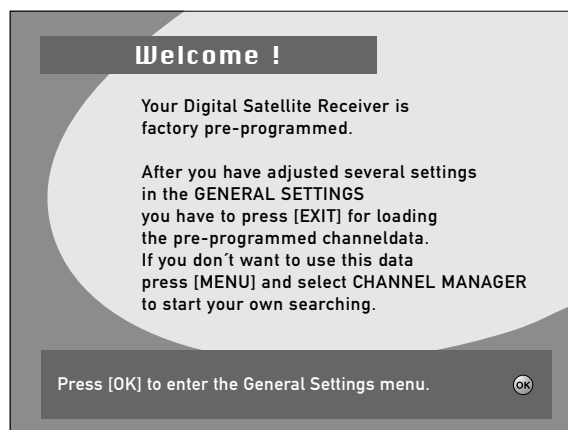 Welcome !
Your Digital Satellite Receiver is
factory pre-programmed.
After you have adjusted several settings
in the GENERAL SETTINGS
you have to press [EXIT] for loading
the pre-programmed channeldata.
If you don´t want to use this data
press [MENU] and select CHANNEL MANAGER
to start your own searching.
Press [OK] to enter the General Settings menu.
OK